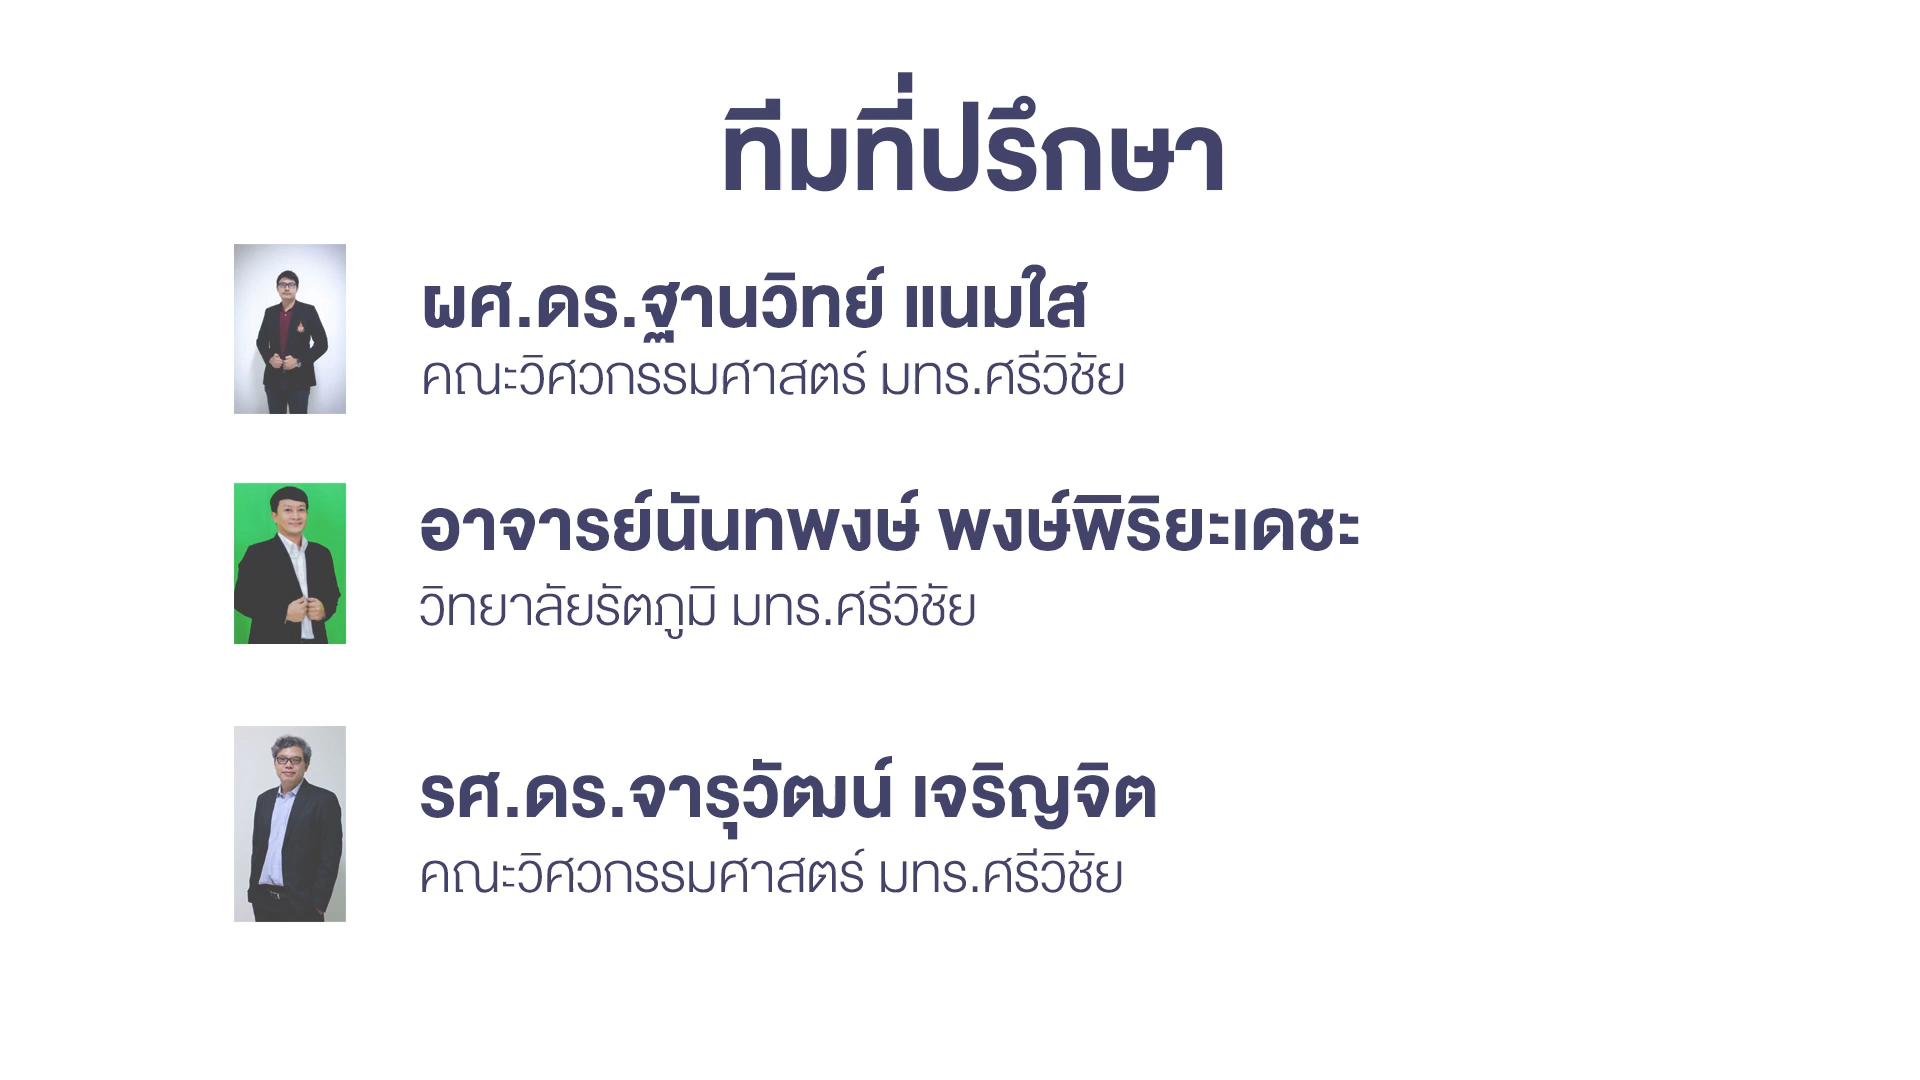 ทีมที่ปรึกษา
ผศ.ดร.ฐานวิทย์ แนมใส
คณะวิศวกรรมศาสตร์ มทร.ศรีวิชัย
อาจารย์นันทพงษ์ พงษ์พิริยะเดชะ
วิทยาลัยรัตภูมิ มทร.ศรีวิชัย
รศ.ดร.จารุวัฒน์ เจริญจิต
คณะวิศวกรรมศาสตร์ มทร.ศรีวิชัย